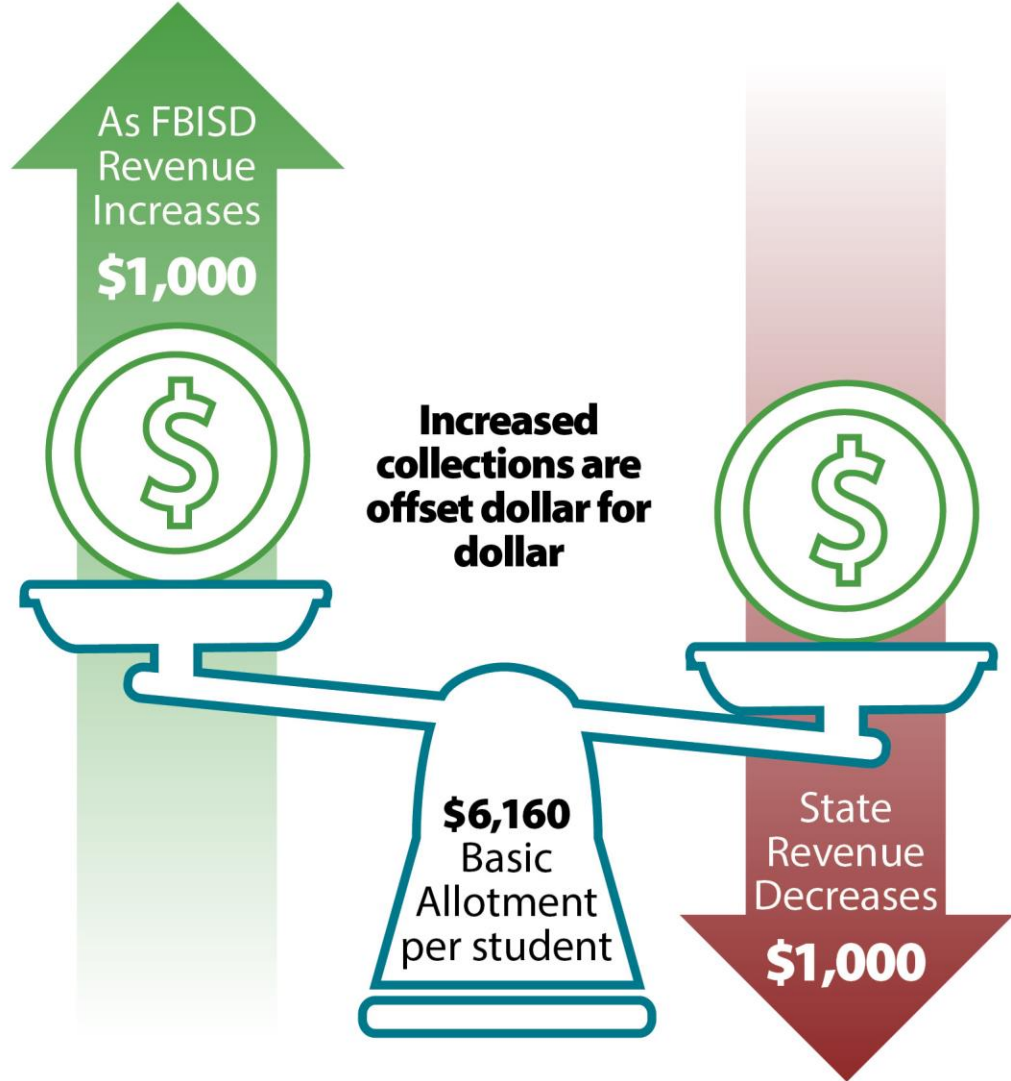 As FBISD
Revenue
Increases
$1,000
Increased
collections are
offset dollar for
dollar
$6,160
Basic
Allotment
per student
State
Revenue
Decreases
$1,000